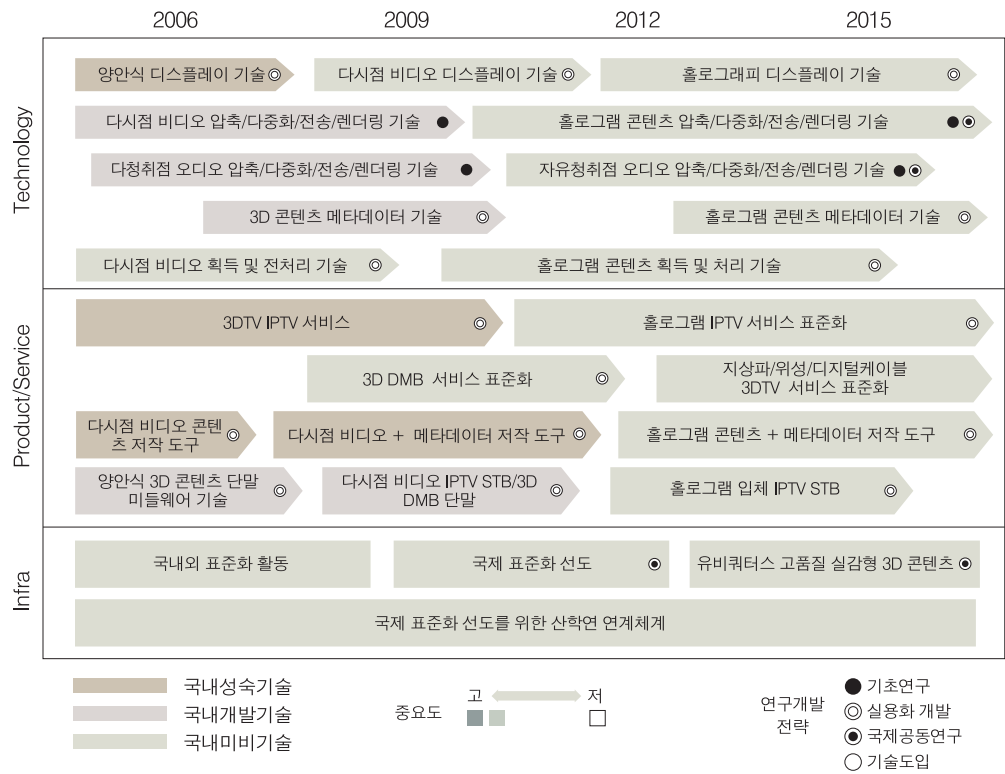 2006 2009 2012 2015
Technology
양안식 디스플레이 기술 다시점 비디오 디스플레이 기술 홀로그래피 디스플레이 기술
다시점 비디오 압축/다중화/전송/렌더링 기술 홀로그램 콘텐츠 압축/다중화/전송/렌더링 기술
다청취점 오디오 압축/다중화/전송/렌더링 기술 자유청취점 오디오 압축/다중화/전송/렌더링 기술
3D 콘텐츠 메타데이터 기술 홀로그램 콘텐츠 메타데이터 기술
다시점 비디오 획득 및 전처리 기술 홀로그램 콘텐츠 획득 및 처리 기술
Product/Service
3DTV IPTV 서비스 홀로그램 IPTV 서비스 표준화
3D DMB 서비스 표준화
지상파/위성/디지털케이블
3DTV 서비스 표준화
다시점 비디오 콘텐
츠 저작 도구
다시점 비디오 + 메타데이터 저작 도구
홀로그램 콘텐츠 + 메타데이터 저작 도구
양안식 3D 콘텐츠 단말
미들웨어 기술
다시점 비디오 IPTV STB/3D
DMB 단말
홀로그램 입체 IPTV STB
Infra
국내외 표준화 활동 국제 표준화 선도 유비쿼터스 고품질 실감형 3D 콘텐츠
국제 표준화 선도를 위한 산학연 연계체계
국내성숙기술
국내개발기술
국내미비기술
중요도
고 저
연구개발
전략
기초연구
실용화 개발
국제공동연구
기술도입